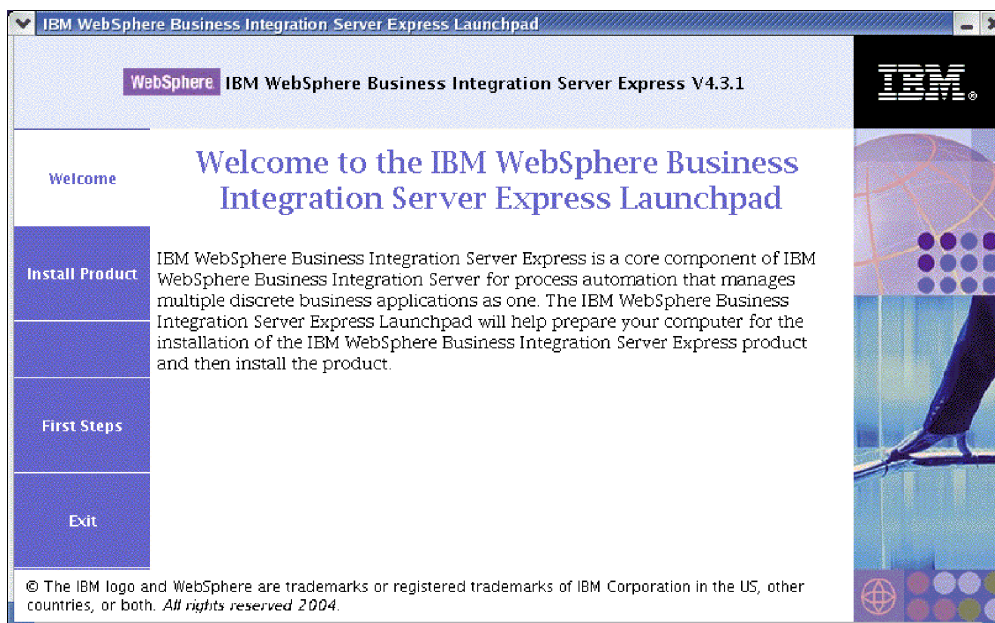 IBM WebSphere Business Integration Server Express Launchpad
WebSphere IBM WebSphere Business Integration Server Express V4.3.1
IBM®
Welcome
Welcome to the IBM WebSphere Business
Integration Server Express Launchpad
Install Product
IBM WebSphere Business Integration Server Express is a core component of IBM
WebSphere Business Integration Server for process automation that manages
multiple discrete business applications as one. The IBM WebSphere Business
Integration Server Express Launchpad will help prepare your computer for the
installation of the IBM WebSphere Business Integration Server Express product
and then install the product.
First Steps
Exit
© The IBM logo and WebSphere are trademarks or registered trademarks of IBM Corporation in the US, other
countries, or both. All rights reserved 2004.